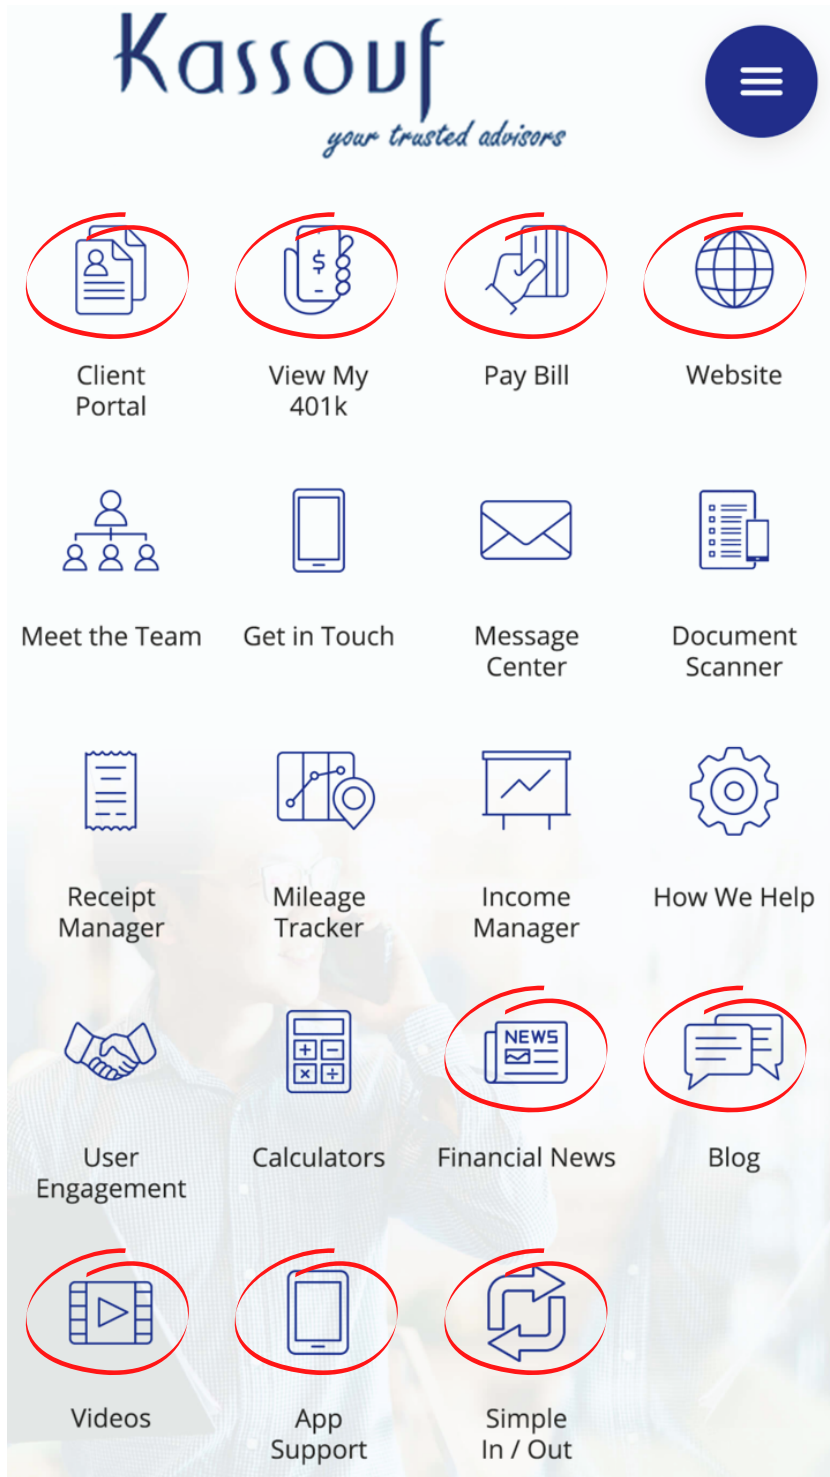 Kassouf
your trusted advisors
$
Client
Portal
View My
401k
Pay Bill
Website
Meet the Team
Get in Touch
Message
Center
Document
Scanner
Receipt
Manager
Mileage
Tracker
Income
Manager
How We Help
NEWS
User
Engagement
Calculators
Financial News
Blog
Videos
App
Support
Simple
In / Out